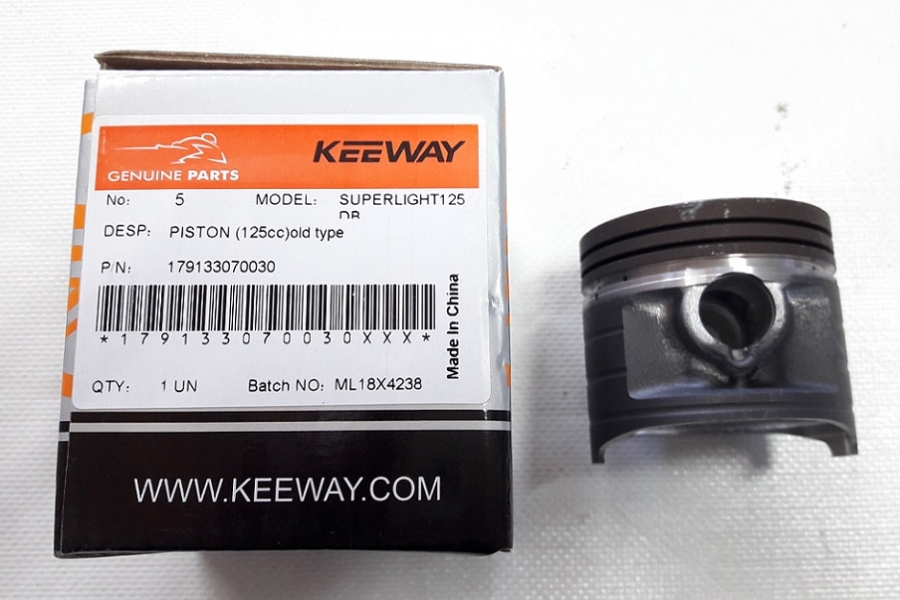 KEEWAY
GENUINE PARTS
No: 5 MODEL: SUPERLIGHT125
DESP: PISTON (125cc)old type
P/N: 179133070030
*179133070030XXX*
Made In China
QTY: 1 UN Batch NO: ML18X4238
WWW.KEEWAY.COM